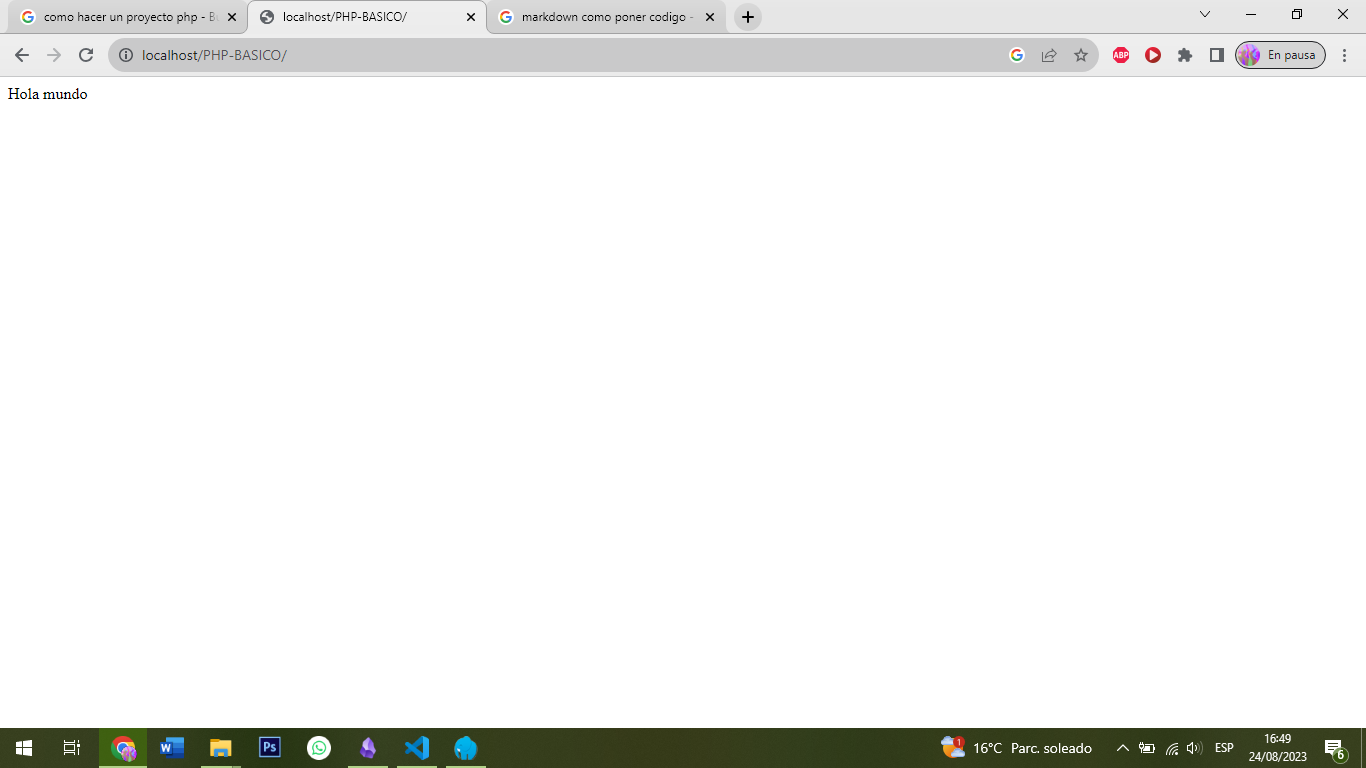 como hacer un proyecto php - Bu
localhost/PHP-BASICO/
markdown como poner codigo -
localhost/PHP-BASICO/
ABP
En pausa
Hola mundo
W
Ps
1
16°C Parc. soleado
ESP
16:49
24/08/2023
6